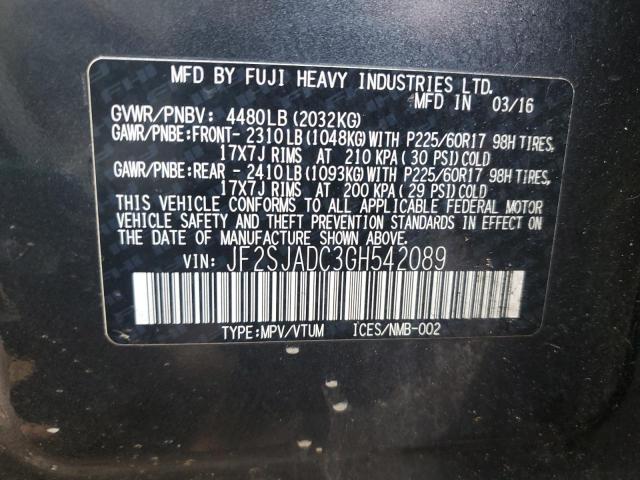 MFD BY FUJI HEAVY INDUSTRIES LTD.
MFD IN 03/16
GVWR/PNBV: 4480LB(2032KG)
GAWR/PNBE:FRONT-2310LB(1048KG)WITH P225/60R17 98H TIRES,
17X7J RIMS AT 210 KPA( 30 PSI)COLD
GAWR/PNBE:REAR -2410LB(1093KG)WITH P225/60R17 98H TIRES,
17X7J RIMS AT 200 KPA( 29 PSI)COLD
THIS VEHICLE CONFORMS TO ALL APPLICABLE FEDERAL MOTOR
VEHICLE SAFETY AND THEFT PREVENTION STANDARDS IN EFFECT ON
THE DATE OF MANUFACTURE SHOWN ABOVE.
VIN: JF2SJADC3GH542089
TYPE:MPV/VTUM ICES/NMB-002